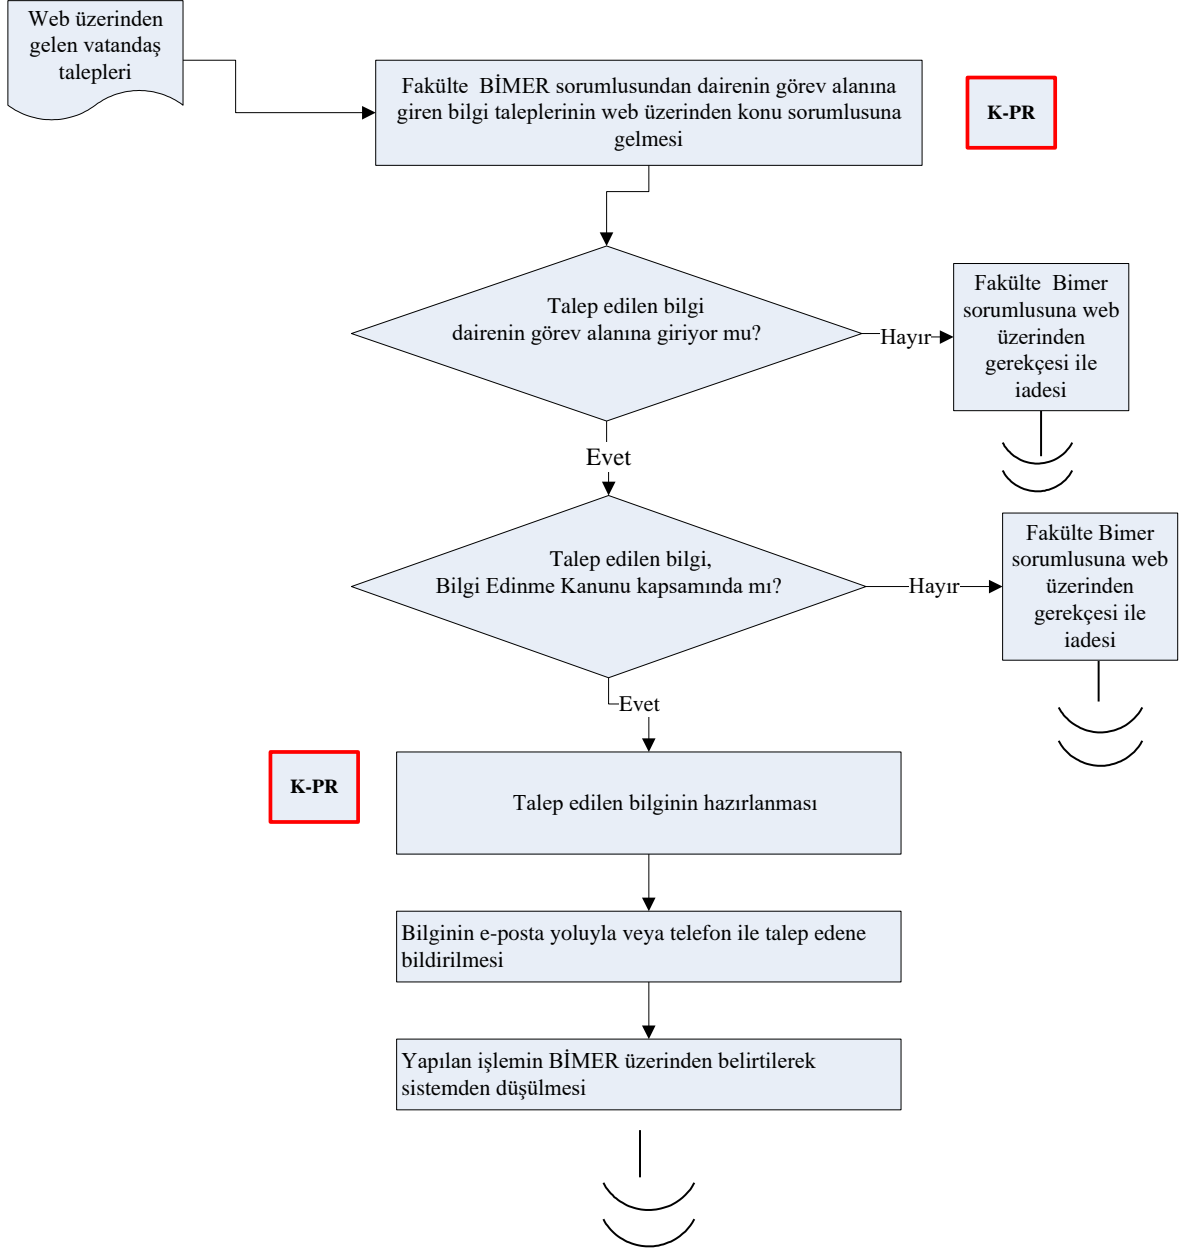 Web üzerinden
gelen vatandaş
talepleri
Fakülte BİMER sorumlusundan dairenin görev alanına
giren bilgi taleplerinin web üzerinden konu sorumlusuna
gelmesi
K-PR
Talep edilen bilgi
dairenin görev alanına giriyor mu?
Hayır
Fakülte Bimer
sorumlusuna web
üzerinden
gerekçesi ile
iadesi
Evet
Talep edilen bilgi,
Bilgi Edinme Kanunu kapsamında mı?
Hayır
Fakülte Bimer
sorumlusuna web
üzerinden
gerekçesi ile
iadesi
Evet
K-PR
Talep edilen bilginin hazırlanması
Bilginin e-posta yoluyla veya telefon ile talep edene
bildirilmesi
Yapılan işlemin BİMER üzerinden belirtilerek
sistemden düşülmesi